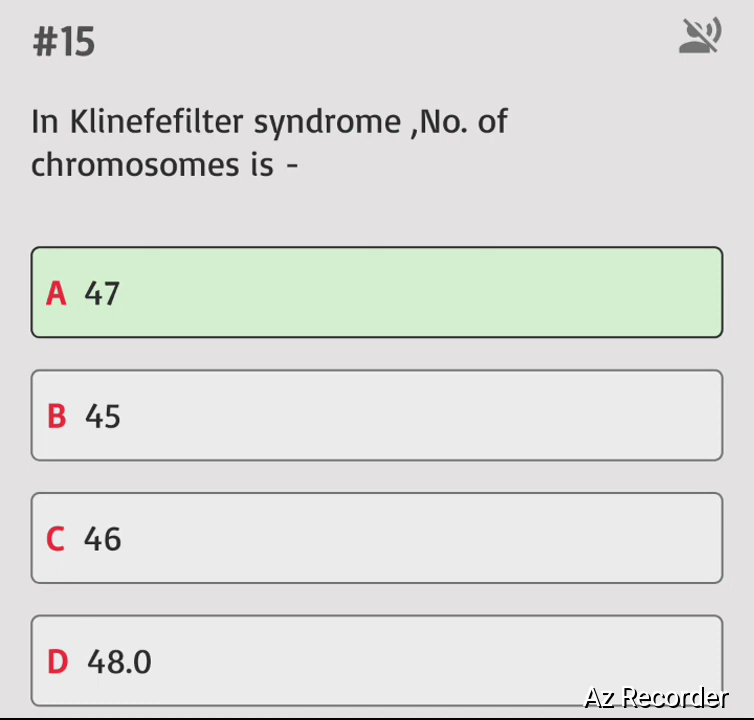 #15
In Klinefefilter syndrome ,No. of
chromosomes is -
A 47
B 45
C 46
D 48.0
Az Recorder